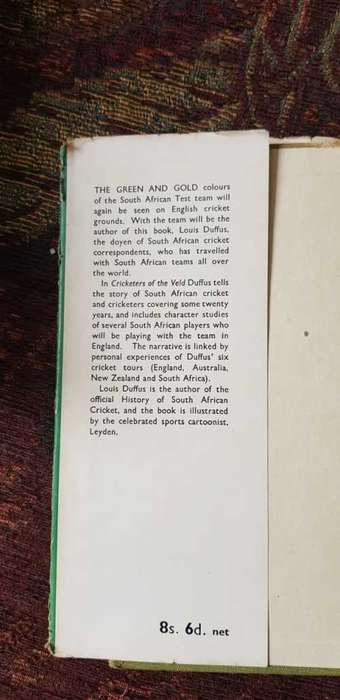 THE GREEN AND GOLD colours
of the South African Test team will
again be seen on English cricket
grounds. With the team will be the
author of this book, Louis Duffus,
the doyen of South African cricket
correspondents, who has travelled
with South African teams all over
the world.
In Cricketers of the Veld Duffus tells
the story of South African cricket
and cricketers covering some twenty
years, and includes character studies
of several South African players who
will be playing with the team in
England. The narrative is linked by
personal experiences of Duffus' six
cricket tours (England, Australia,
New Zealand and South Africa).
Louis Duffus is the author of the
official History of South African
Cricket, and the book is illustrated
by the celebrated sports cartoonist,
Leyden.
8s. 6d. net